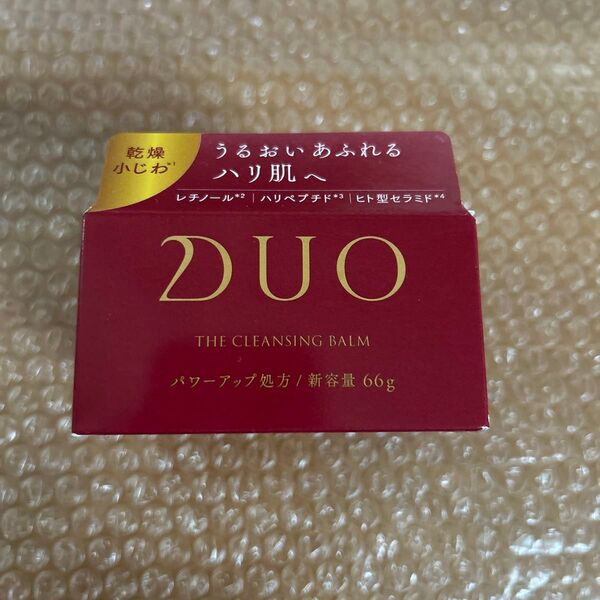 乾燥
小じわ*1
うるおいあふれる
ハリ肌へ
レチノール*2 | ハリペプチド*3 | ヒト型セラミド*4
DUO
THE CLEANSING BALM
パワーアップ処方 / 新容量 66g